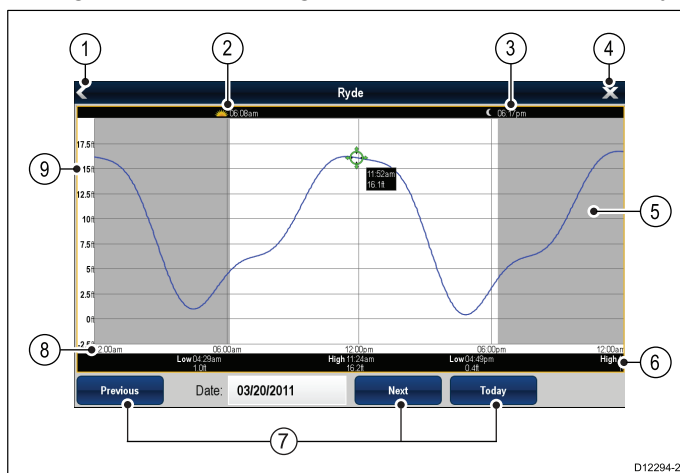 1
2
3
4
Ryde
06:08am
06:17pm
17.5ft
15ft
12.5ft
10ft
7.5ft
5ft
2.5ft
0ft
-2.5ft
9
5
11:52am
16.1ft
8
2:00am
06:00am
12:00pm
06:00pm
12:00am
Low 04:29am
1.0ft
High 11:24am
16.2ft
Low 04:49pm
0.4ft
High
6
Previous
Date:
03/20/2011
Next
Today
7
D12294-2